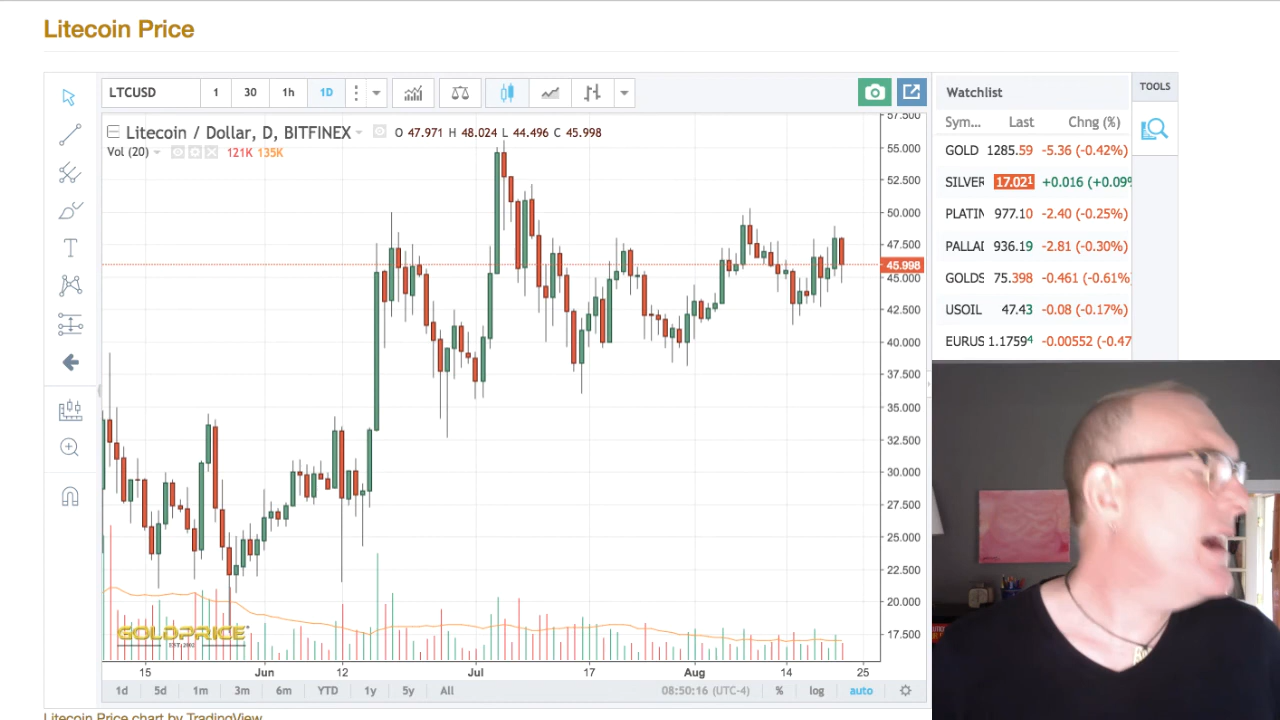 Litecoin Price
LTCUSD 1 30 1h 1D
Watchlist
TOOLS
Litecoin / Dollar, D, BITFINEX O 47.971 H 48.024 L 44.496 C 45.998
Vol (20) 121K 135K
Sym... Last Chng (%)
GOLD 1285.59 -5.36 (-0.42%)
SILVER 17.021 +0.016 (+0.09%
PLATIN 977.10 -2.40 (-0.25%)
PALLAD 936.19 -2.81 (-0.30%)
GOLDS 75.398 -0.461 (-0.61%)
USOIL 47.43 -0.08 (-0.17%)
EURUS 1.17594 -0.00552 (-0.47
57.500
55.000
52.500
50.000
47.500
45.998
45.000
42.500
40.000
37.500
35.000
32.500
30.000
27.500
25.000
22.500
20.000
17.500
GOLDPRICE
EST. 2002
15 Jun 12 Jul 17 Aug 14 25
1d 5d 1m 3m 6m YTD 1y 5y All 08:50:16 (UTC-4) % log auto
Litecoin Price chart by TradingView